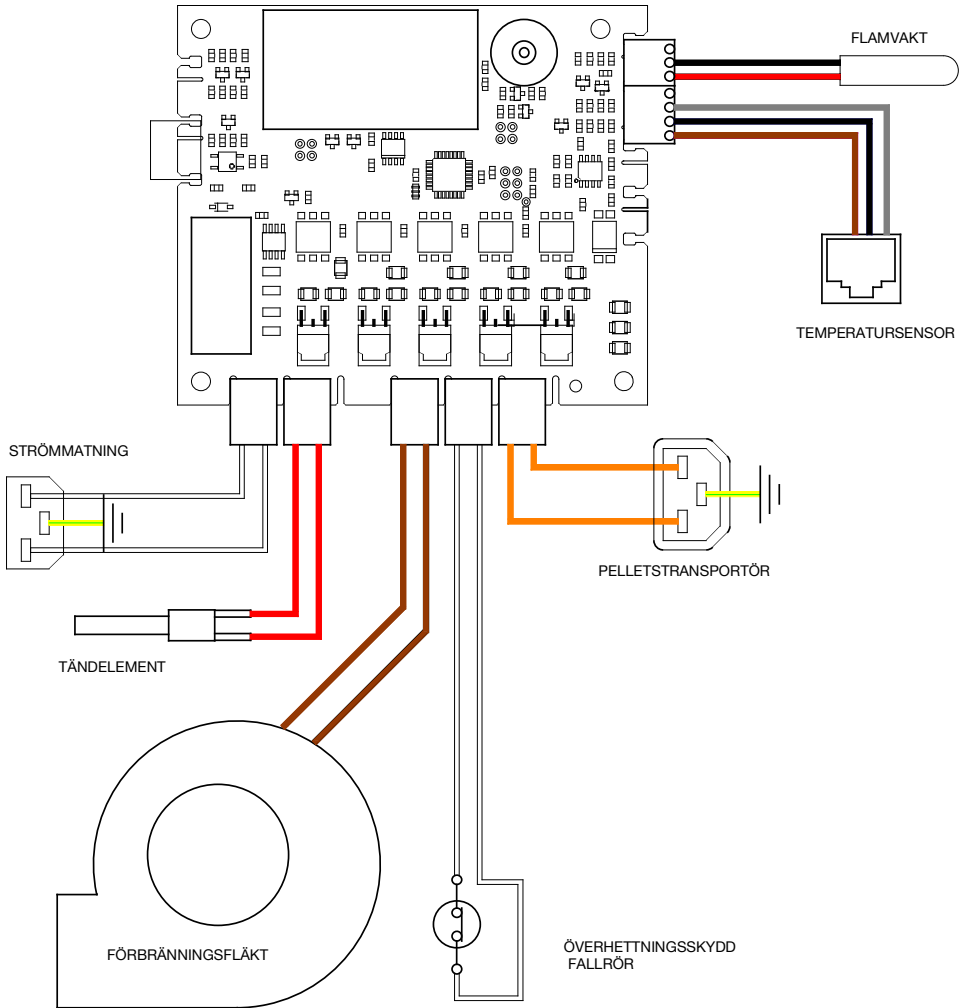 FLAMVAKT
TEMPERATURSENSOR
STRÖMMATNING
PELLETSTRANSPORTÖR
TÄNDELEMENT
FÖRBRÄNNINGSFLÄKT
ÖVERHETTNINGSSKYDD
FALLRÖR